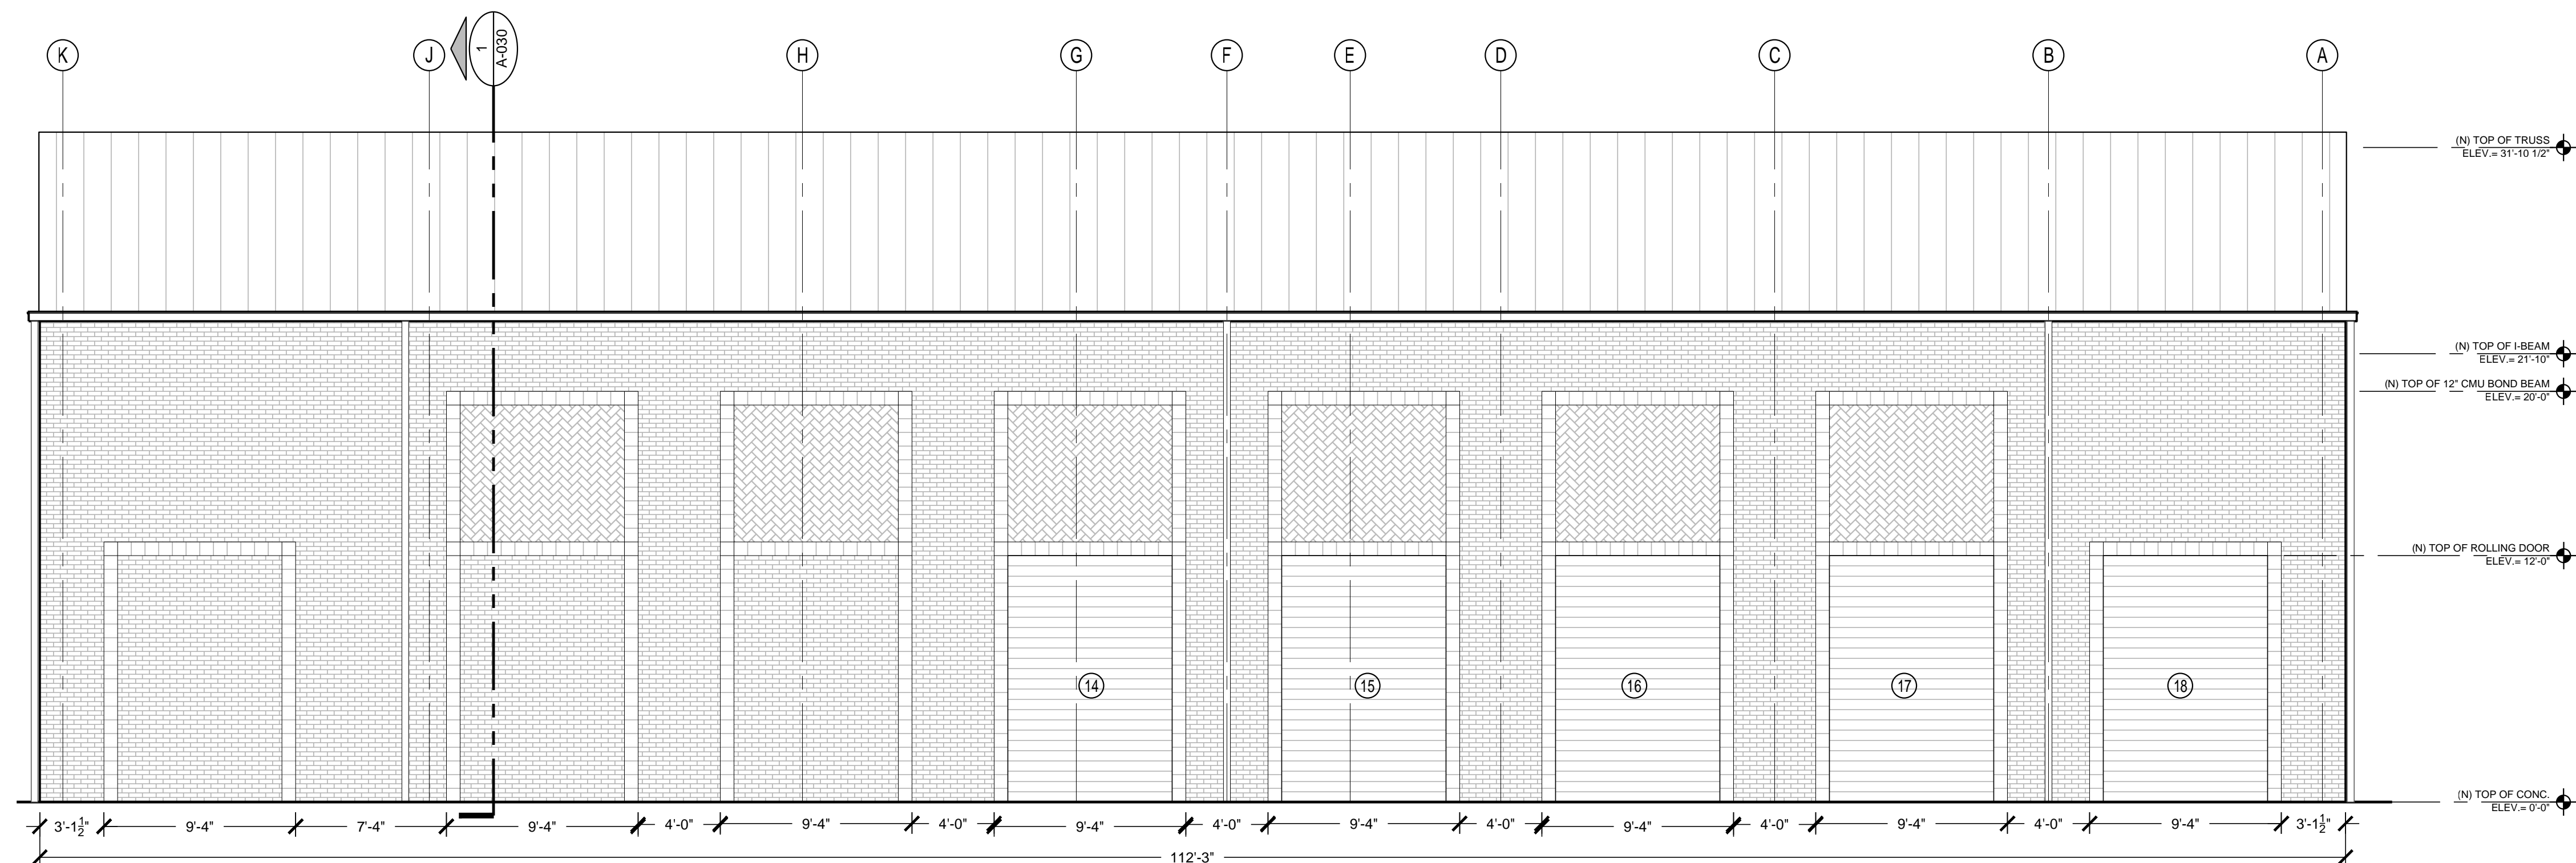 K
J
1
A-030
H
G
F
E
D
C
B
A
(N) TOP OF TRUSS
ELEV.= 31'-10 1/2"
(N) TOP OF I-BEAM
ELEV.= 21'-10"
(N) TOP OF 12" CMU BOND BEAM
ELEV.= 20'-0"
(N) TOP OF ROLLING DOOR
ELEV.= 12'-0"
14
15
16
17
18
(N) TOP OF CONC.
ELEV.= 0'-0"
3'-1½" 9'-4" 7'-4" 9'-4" 4'-0" 9'-4" 4'-0" 9'-4" 4'-0" 9'-4" 4'-0" 9'-4" 4'-0" 9'-4" 4'-0" 9'-4" 3'-1½"
112'-3"